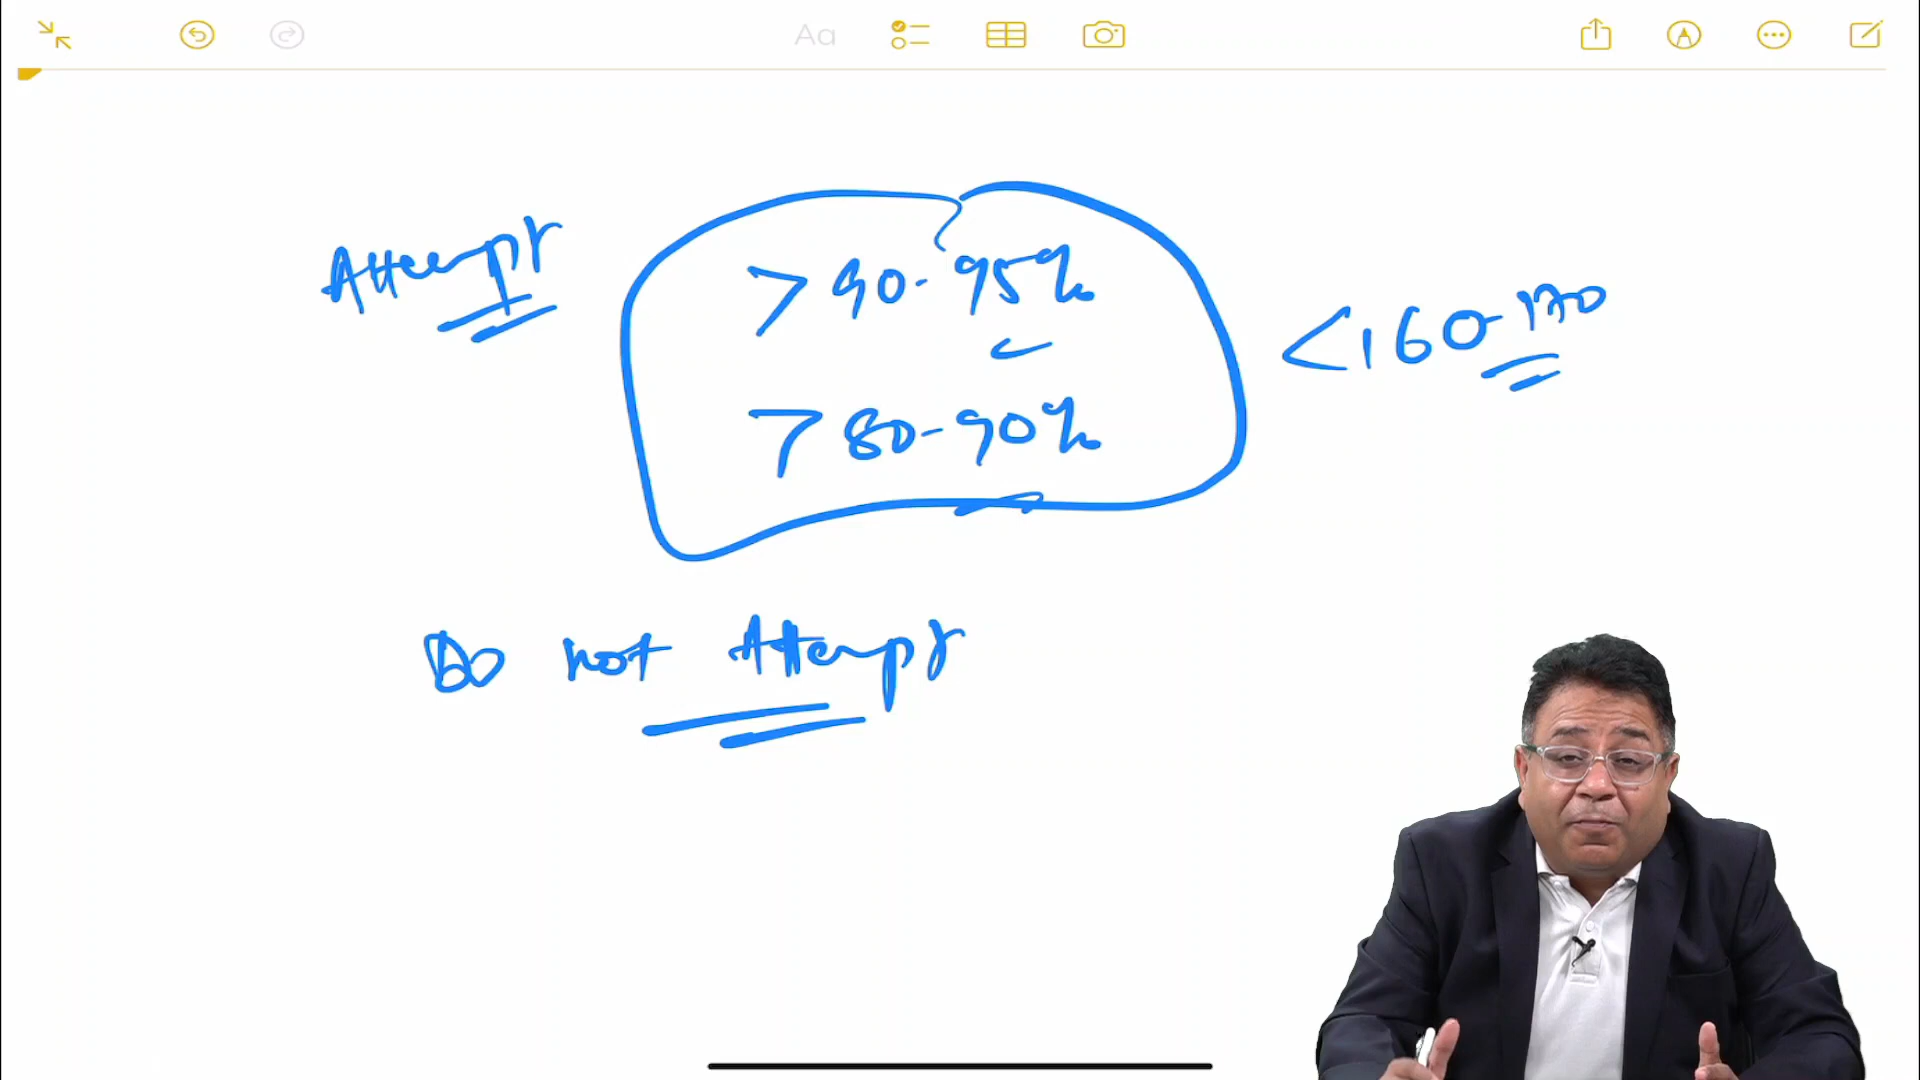 Aa
Attempt
> 90-95%
<160-170
> 80-90%
Do not Attempt